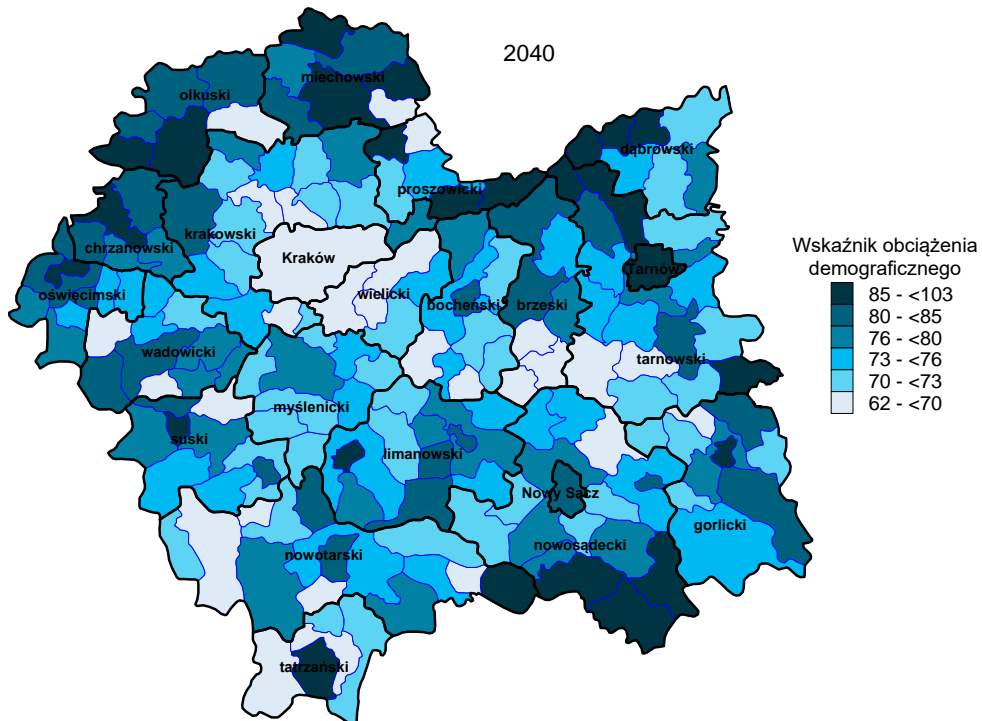 2040
miechowski
olkuski
dąbrowski
proszowicki
chrzanowski
krakowski
Kraków
Tarnów
oświęcimski
wielicki
bocheński
brzeski
wadowicki
tarnowski
myślenicki
suski
limanowski
Nowy Sącz
gorlicki
nowotarski
nowosądecki
tatrzański
Wskaźnik obciążenia
demograficznego
85 - <103
80 - <85
76 - <80
73 - <76
70 - <73
62 - <70